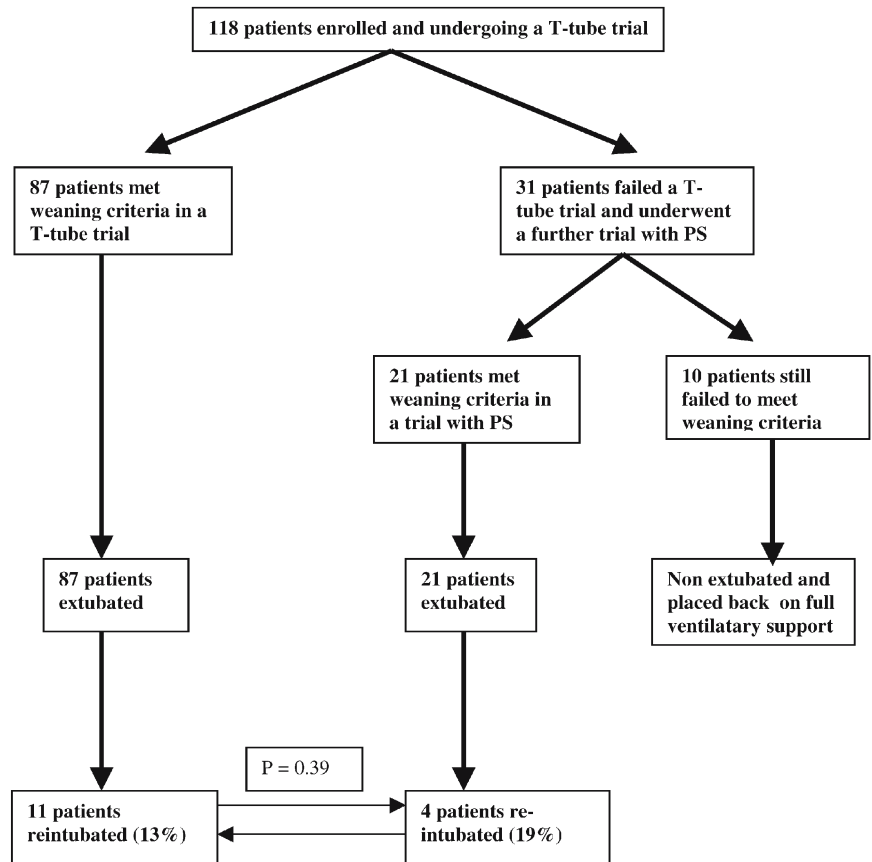 118 patients enrolled and undergoing a T-tube trial
87 patients met
weaning criteria in a
T-tube trial
31 patients failed a T-
tube trial and underwent
a further trial with PS
21 patients met
weaning criteria in
a trial with PS
10 patients still
failed to meet
weaning criteria
87 patients
extubated
21 patients
extubated
Non extubated and
placed back on full
ventilatary support
P = 0.39
11 patients
reintubated (13%)
4 patients re-
intubated (19%)